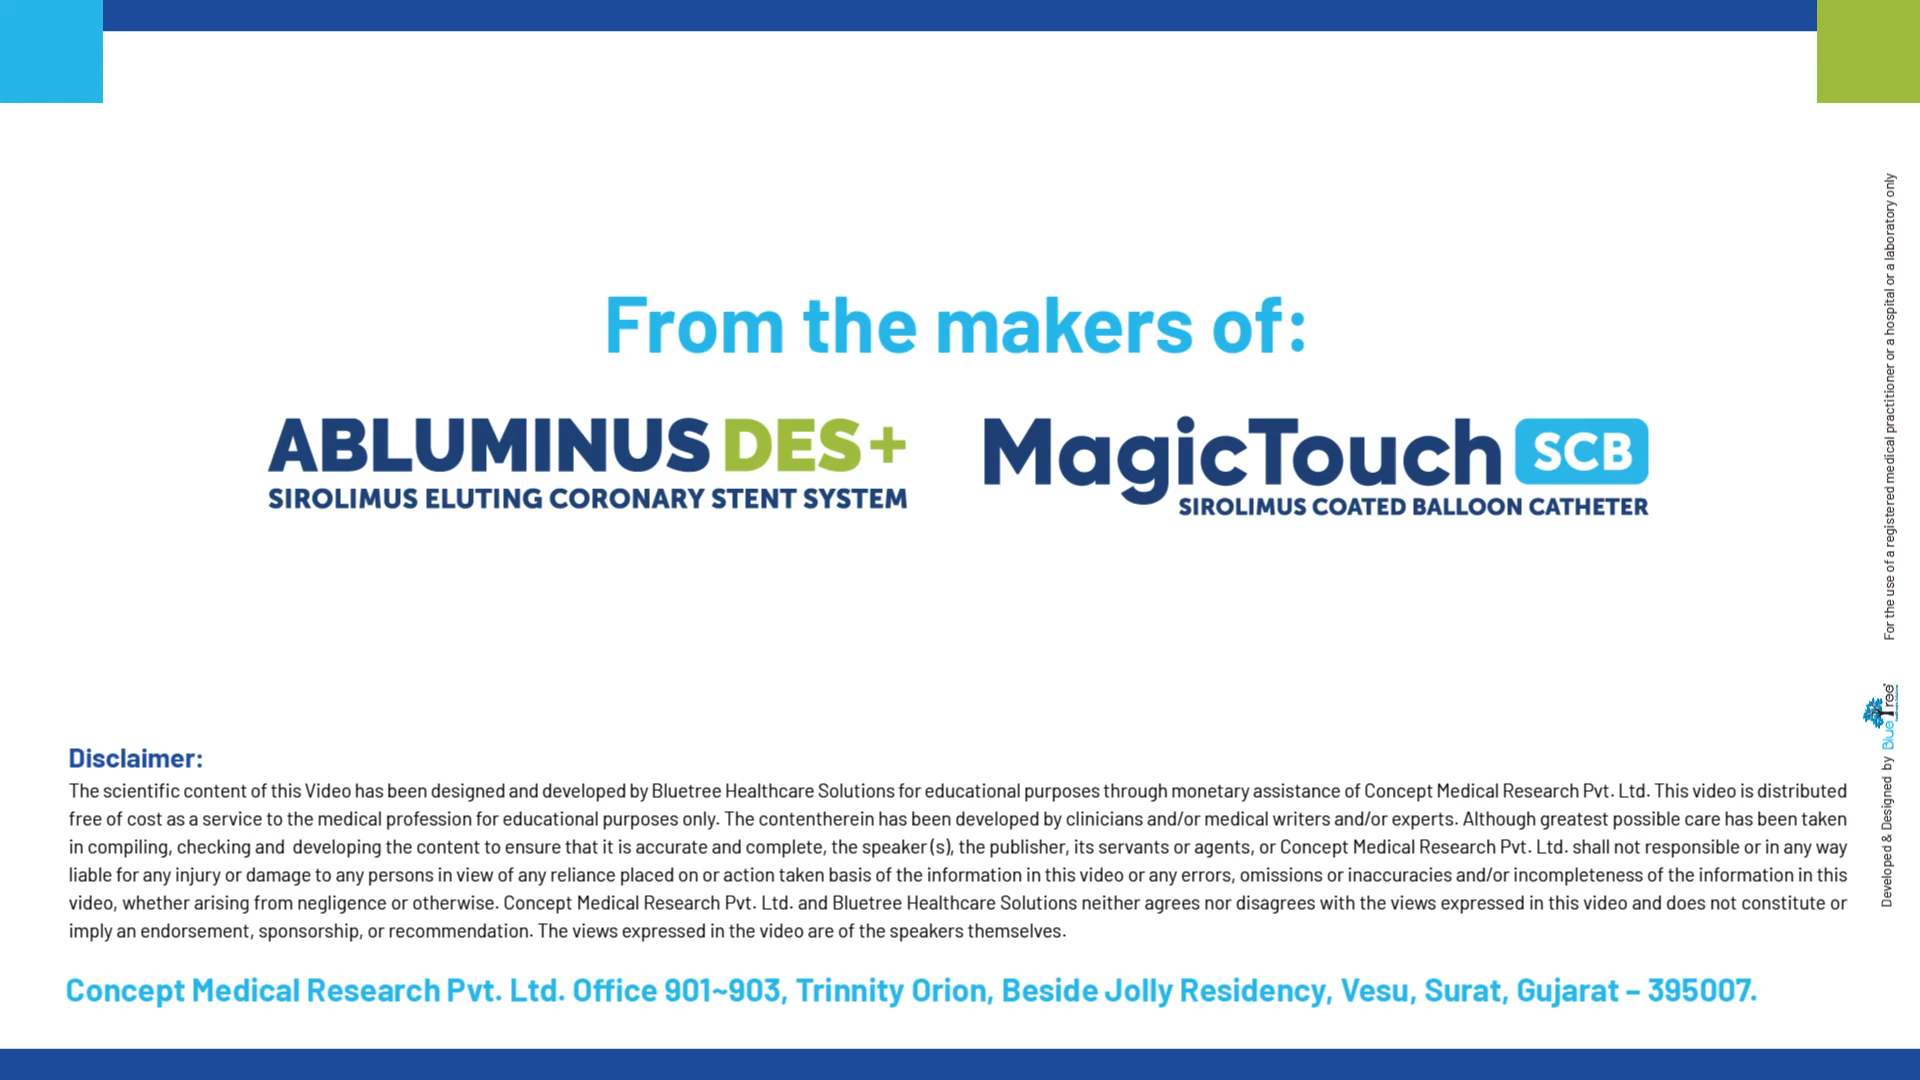 From the makers of:
ABLUMINUS DES+
SIROLIMUS ELUTING CORONARY STENT SYSTEM
MagicTouch SCB
SIROLIMUS COATED BALLOON CATHETER
Disclaimer:
The scientific content of this Video has been designed and developed by Bluetree Healthcare Solutions for educational purposes through monetary assistance of Concept Medical Research Pvt. Ltd. This video is distributed
free of cost as a service to the medical profession for educational purposes only. The contentherein has been developed by clinicians and/or medical writers and/or experts. Although greatest possible care has been taken
in compiling, checking and developing the content to ensure that it is accurate and complete, the speaker(s), the publisher, its servants or agents, or Concept Medical Research Pvt. Ltd. shall not responsible or in any way
liable for any injury or damage to any persons in view of any reliance placed on or action taken basis of the information in this video or any errors, omissions or inaccuracies and/or incompleteness of the information in this
video, whether arising from negligence or otherwise. Concept Medical Research Pvt. Ltd. and Bluetree Healthcare Solutions neither agrees nor disagrees with the views expressed in this video and does not constitute or
imply an endorsement, sponsorship, or recommendation. The views expressed in the video are of the speakers themselves.
Concept Medical Research Pvt. Ltd. Office 901~903, Trinnity Orion, Beside Jolly Residency, Vesu, Surat, Gujarat – 395007.
Developed & Designed by Blue Tree
For the use of a registered medical practitioner or a hospital or a laboratory only